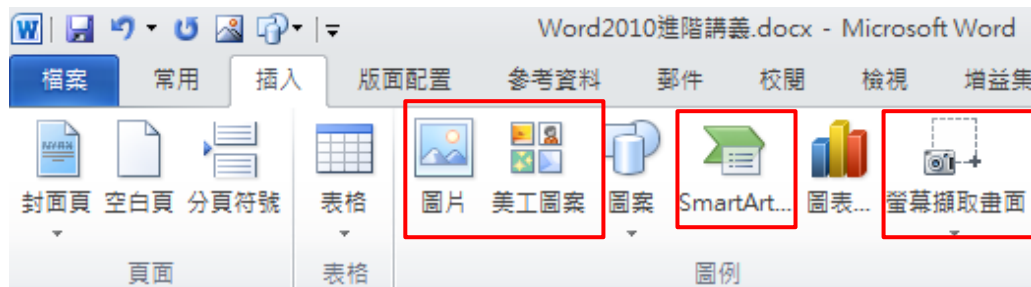 Word2010進階講義.docx - Microsoft Word
檔案 常用 插入 版面配置 參考資料 郵件 校閱 檢視 增益集
封面頁 空白頁 分頁符號 表格 圖片 美工圖案 圖案 SmartArt... 圖表... 螢幕擷取畫面
頁面 表格 圖例